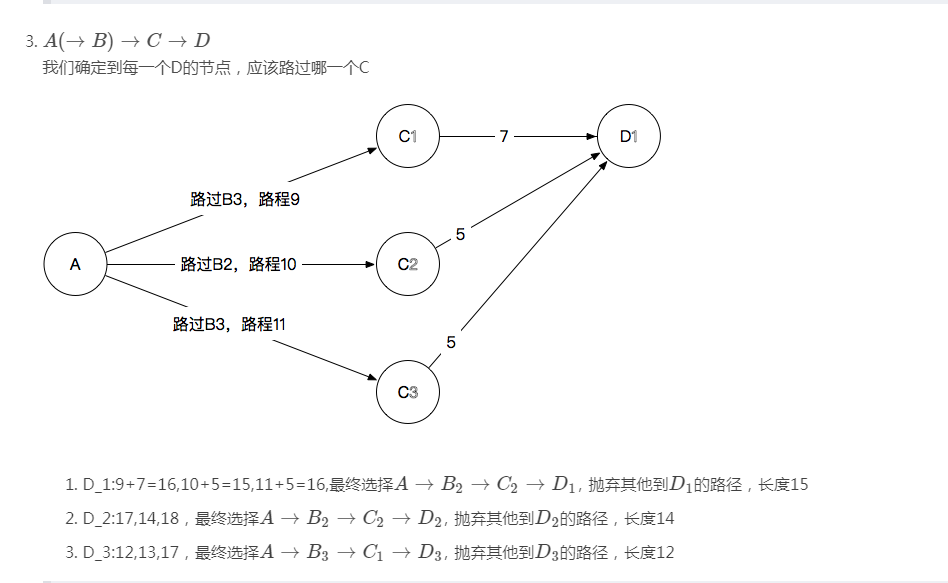 3. A(→ B) → C → D
我们确定到每一个D的节点，应该路过哪一个C
C1
7
D1
路过B3，路程9
5
A
路过B2，路程10
C2
路过B3，路程11
5
C3
1. D_1:9+7=16,10+5=15,11+5=16,最终选择A → B₂ → C₂ → D₁, 抛弃其他到D₁的路径，长度15
2. D_2:17,14,18，最终选择A → B₂ → C₂ → D₂, 抛弃其他到D₂的路径，长度14
3. D_3:12,13,17，最终选择A → B₃ → C₁ → D₃, 抛弃其他到D₃的路径，长度12